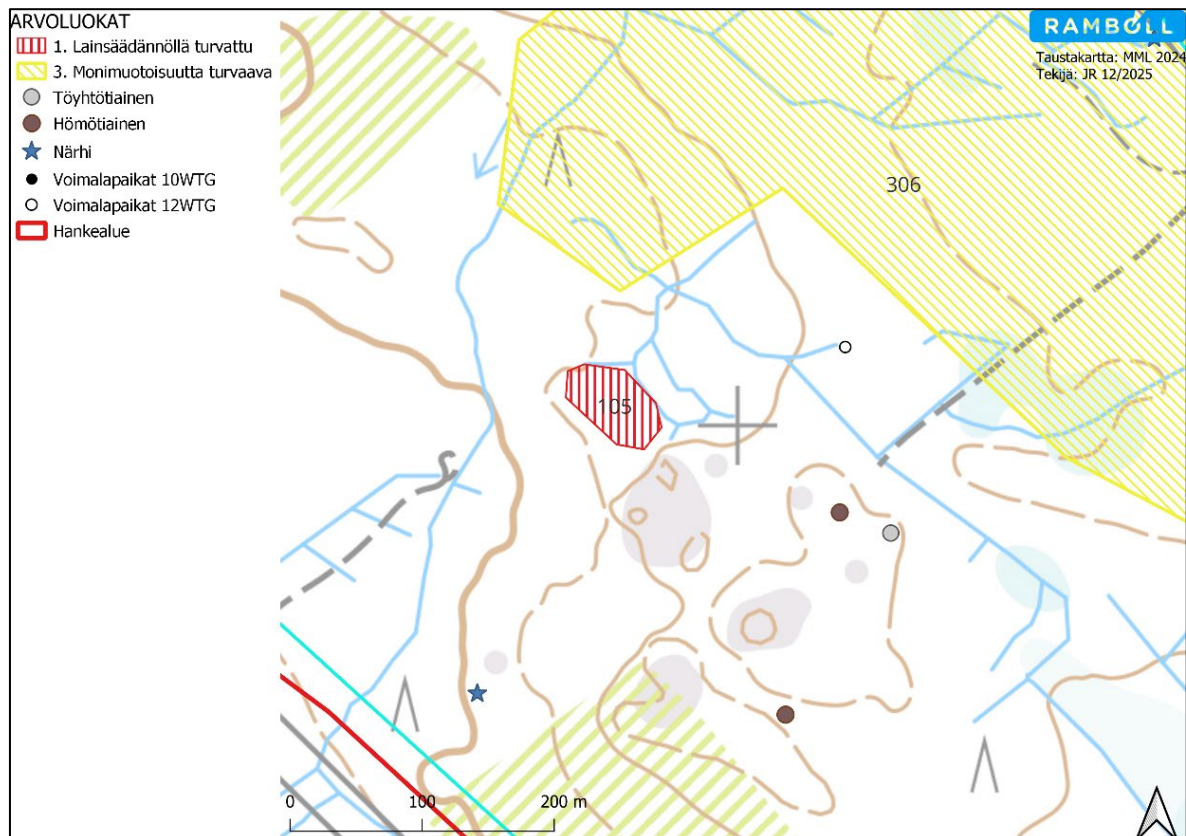 ARVOLUOKAT
1. Lainsäädännöllä turvattu
3. Monimuotoisuutta turvaava
Töyhtötiainen
Hömötiainen
Närhi
Voimalapaikat 10WTG
Voimalapaikat 12WTG
Hankealue
RAMBOLL
Taustakartta: MML 2024
Tekijä: JR 12/2025
306
105
0 100 200 m